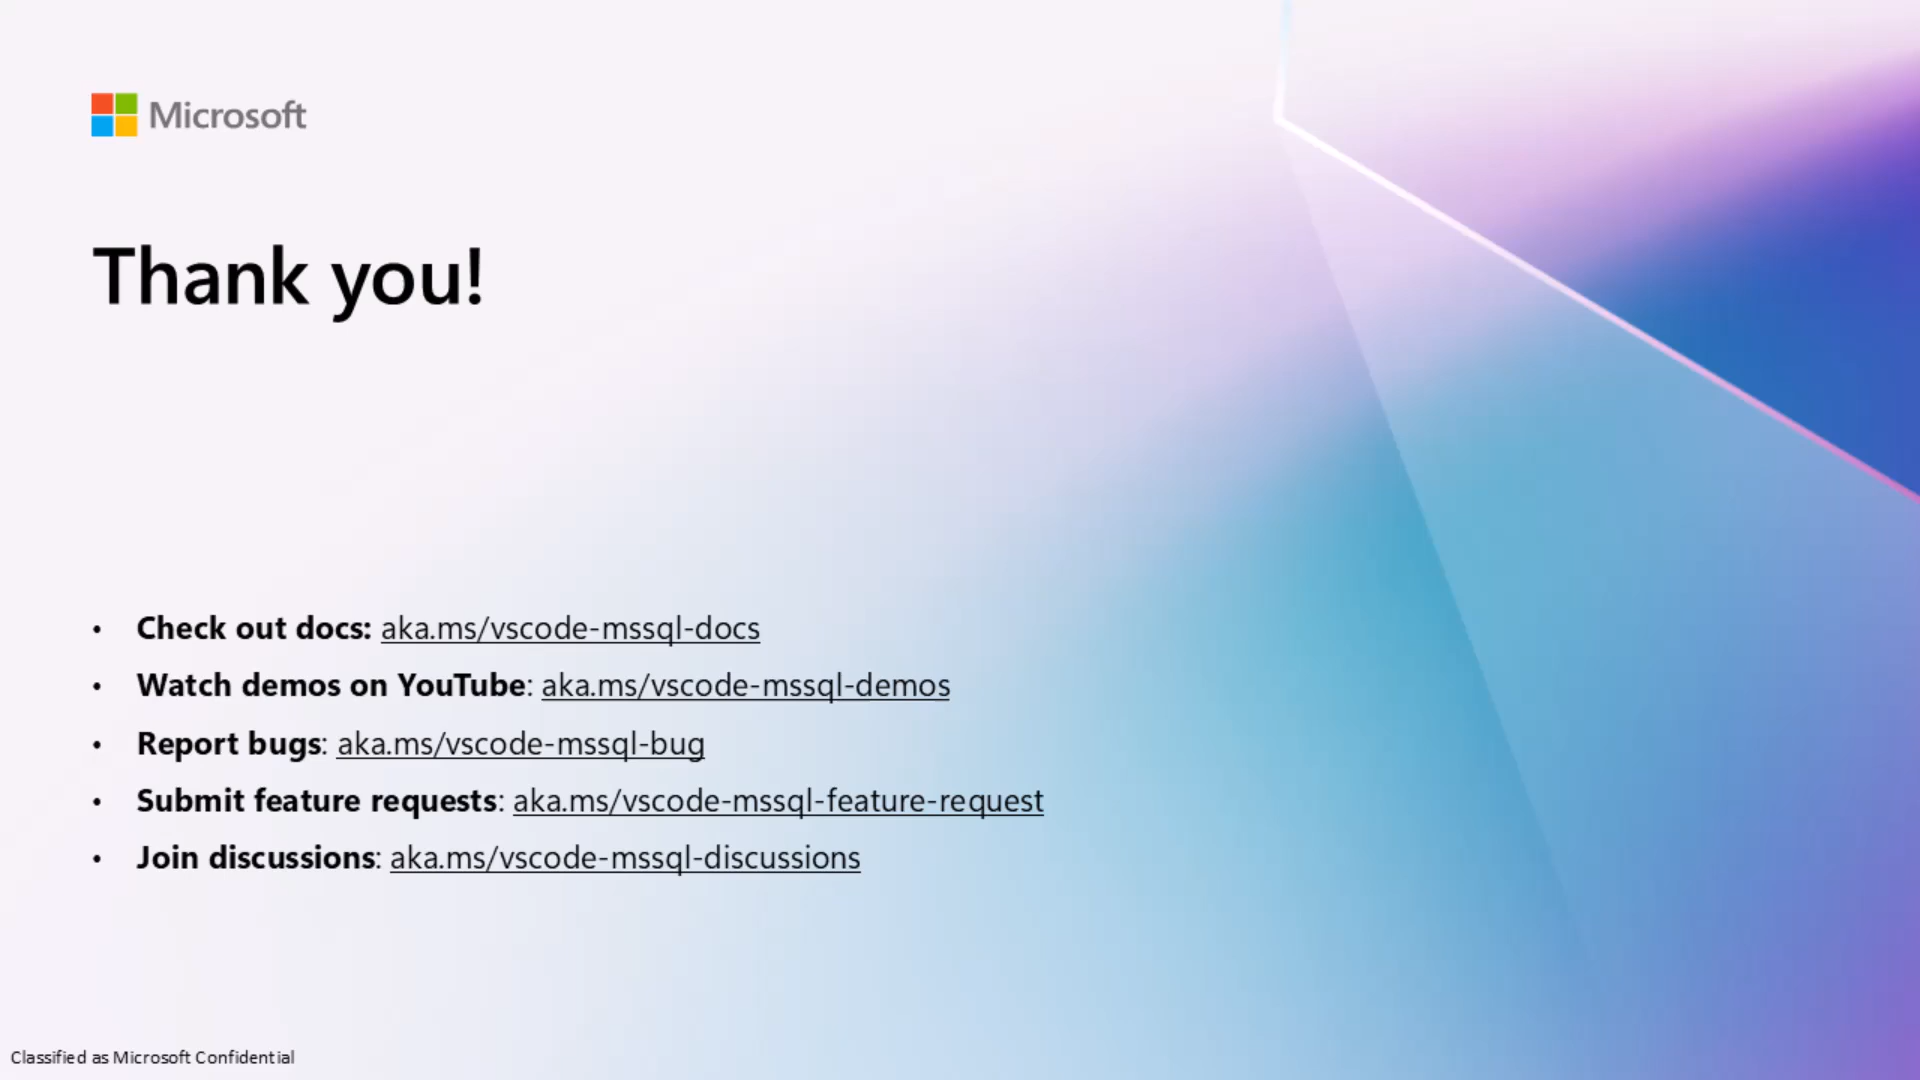 Microsoft
Thank you!
• Check out docs: aka.ms/vscode-mssql-docs
• Watch demos on YouTube: aka.ms/vscode-mssql-demos
• Report bugs: aka.ms/vscode-mssql-bug
• Submit feature requests: aka.ms/vscode-mssql-feature-request
• Join discussions: aka.ms/vscode-mssql-discussions
Classified as Microsoft Confidential